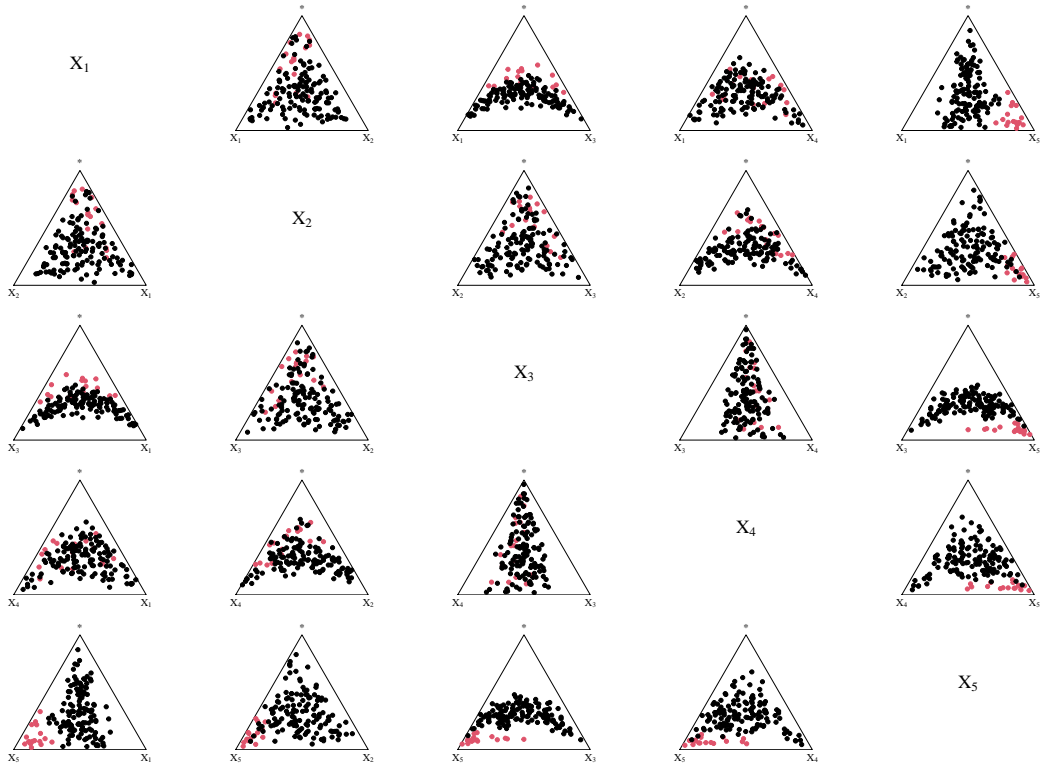 *
*
*
*
X₁
X₁
X₂
X₁
X₃
X₁
X₄
X₁
X₅
*
*
*
*
X₂
X₂
X₁
X₂
X₃
X₂
X₄
X₂
X₅
*
*
*
*
X₃
X₃
X₁
X₃
X₂
X₃
X₄
X₃
X₅
*
*
*
*
X₄
X₄
X₁
X₄
X₂
X₄
X₃
X₄
X₅
*
*
*
*
X₅
X₅
X₁
X₅
X₂
X₅
X₃
X₅
X₄